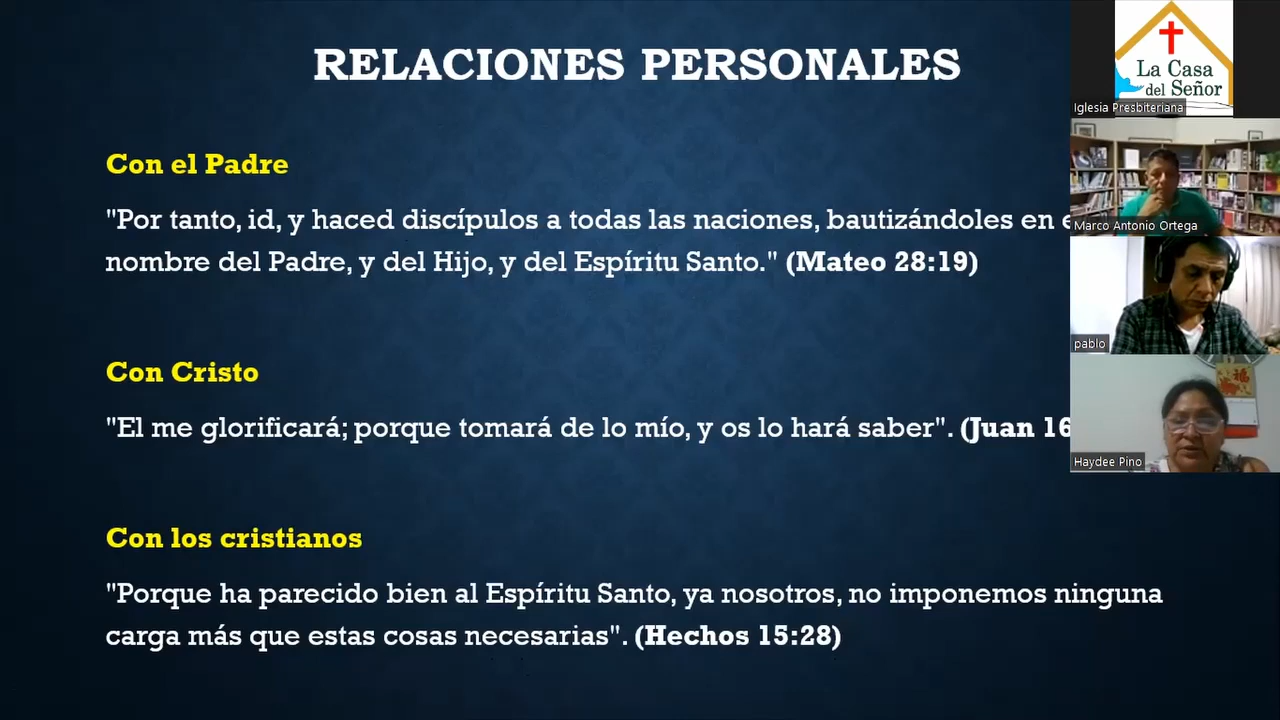 RELACIONES PERSONALES
Con el Padre
"Por tanto, id, y haced discípulos a todas las naciones, bautizándoles en
nombre del Padre, y del Hijo, y del Espíritu Santo." (Mateo 28:19)
Con Cristo
"El me glorificará; porque tomará de lo mío, y os lo hará saber". (Juan 16
Con los cristianos
"Porque ha parecido bien al Espíritu Santo, ya nosotros, no imponemos ninguna
carga más que estas cosas necesarias". (Hechos 15:28)
La Casa
del Señor
Iglesia Presbiteriana
Marco Antonio Ortega
pablo
Haydee Pino